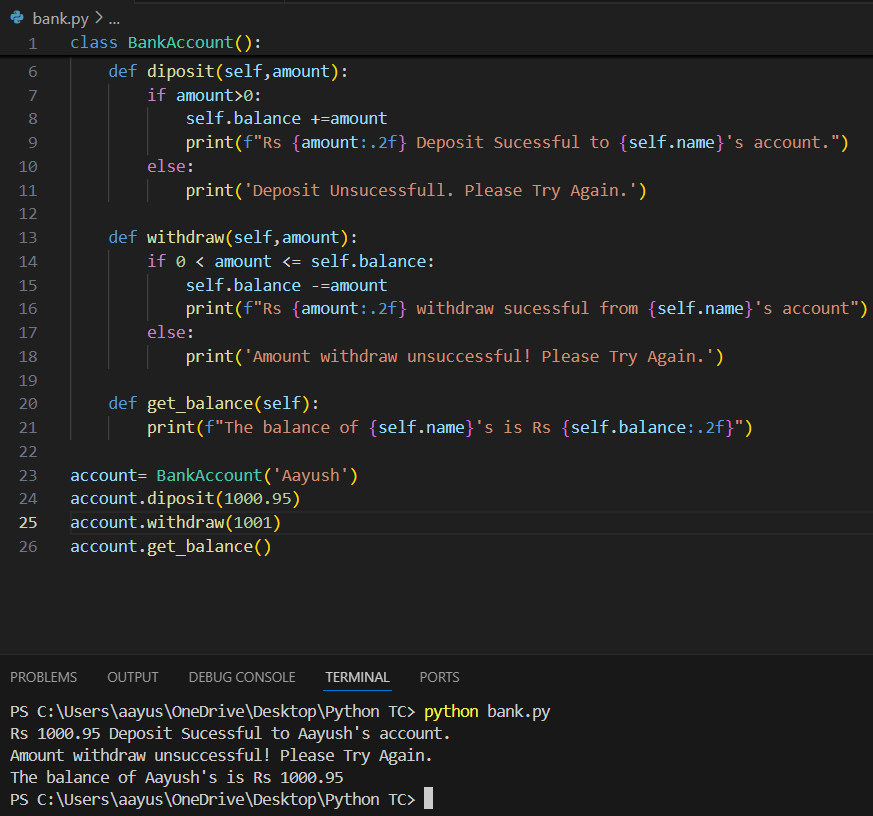 bank.py > ...
1 class BankAccount():
6 def diposit(self,amount):
7 if amount>0:
8 self.balance +=amount
9 print(f"Rs {amount:.2f} Deposit Sucessful to {self.name}'s account.")
10 else:
11 print('Deposit Unsucessfull. Please Try Again.')
12
13 def withdraw(self,amount):
14 if 0 < amount <= self.balance:
15 self.balance -=amount
16 print(f"Rs {amount:.2f} withdraw sucessful from {self.name}'s account")
17 else:
18 print('Amount withdraw unsuccessful! Please Try Again.')
19
20 def get_balance(self):
21 print(f"The balance of {self.name}'s is Rs {self.balance:.2f}")
22
23 account= BankAccount('Aayush')
24 account.diposit(1000.95)
25 account.withdraw(1001)
26 account.get_balance()
PROBLEMS OUTPUT DEBUG CONSOLE TERMINAL PORTS
PS C:\Users\aayus\OneDrive\Desktop\Python TC> python bank.py
Rs 1000.95 Deposit Sucessful to Aayush's account.
Amount withdraw unsuccessful! Please Try Again.
The balance of Aayush's is Rs 1000.95
PS C:\Users\aayus\OneDrive\Desktop\Python TC>